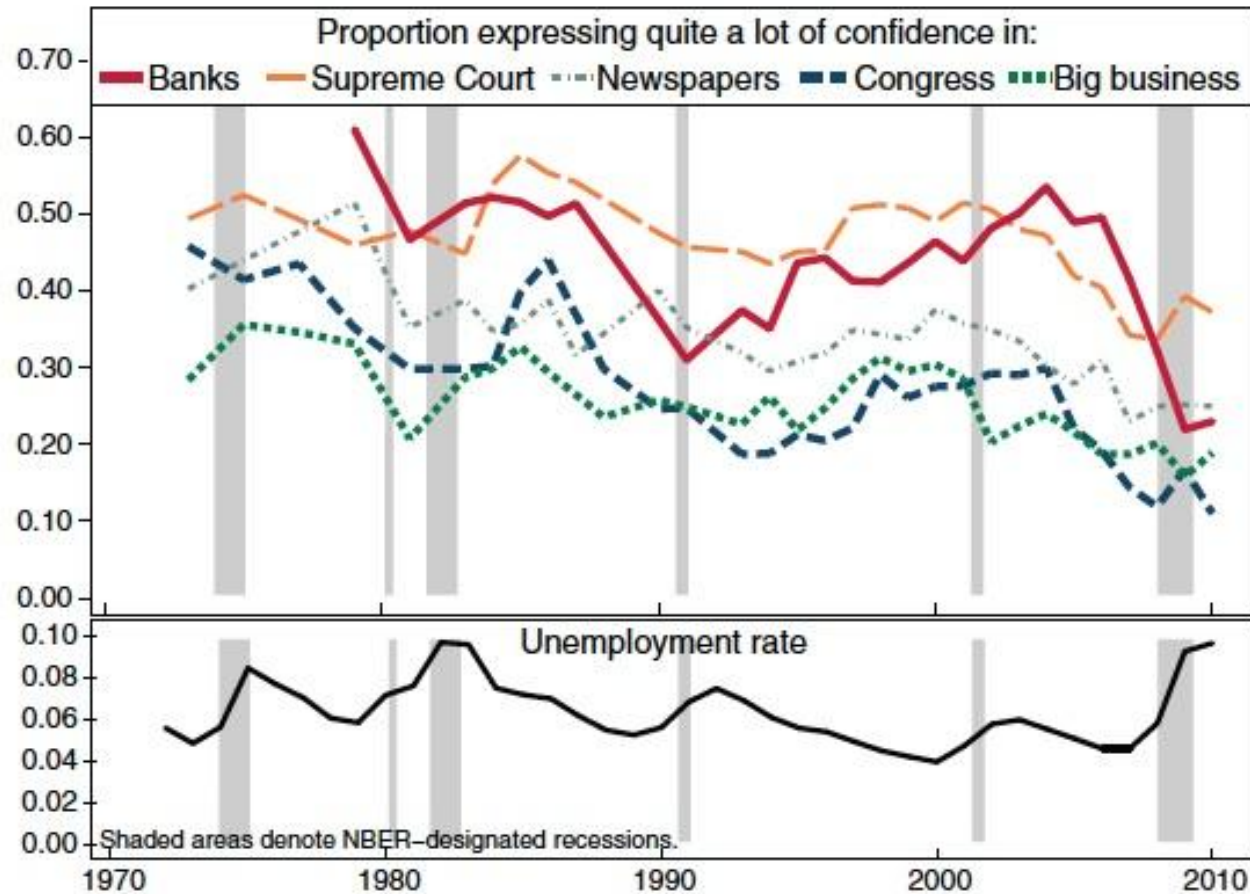 Proportion expressing quite a lot of confidence in:
Banks Supreme Court Newspapers Congress Big business
0.70
0.60
0.50
0.40
0.30
0.20
0.10
0.00
Unemployment rate
0.10
0.08
0.06
0.04
0.02
0.00
Shaded areas denote NBER–designated recessions.
1970 1980 1990 2000 2010